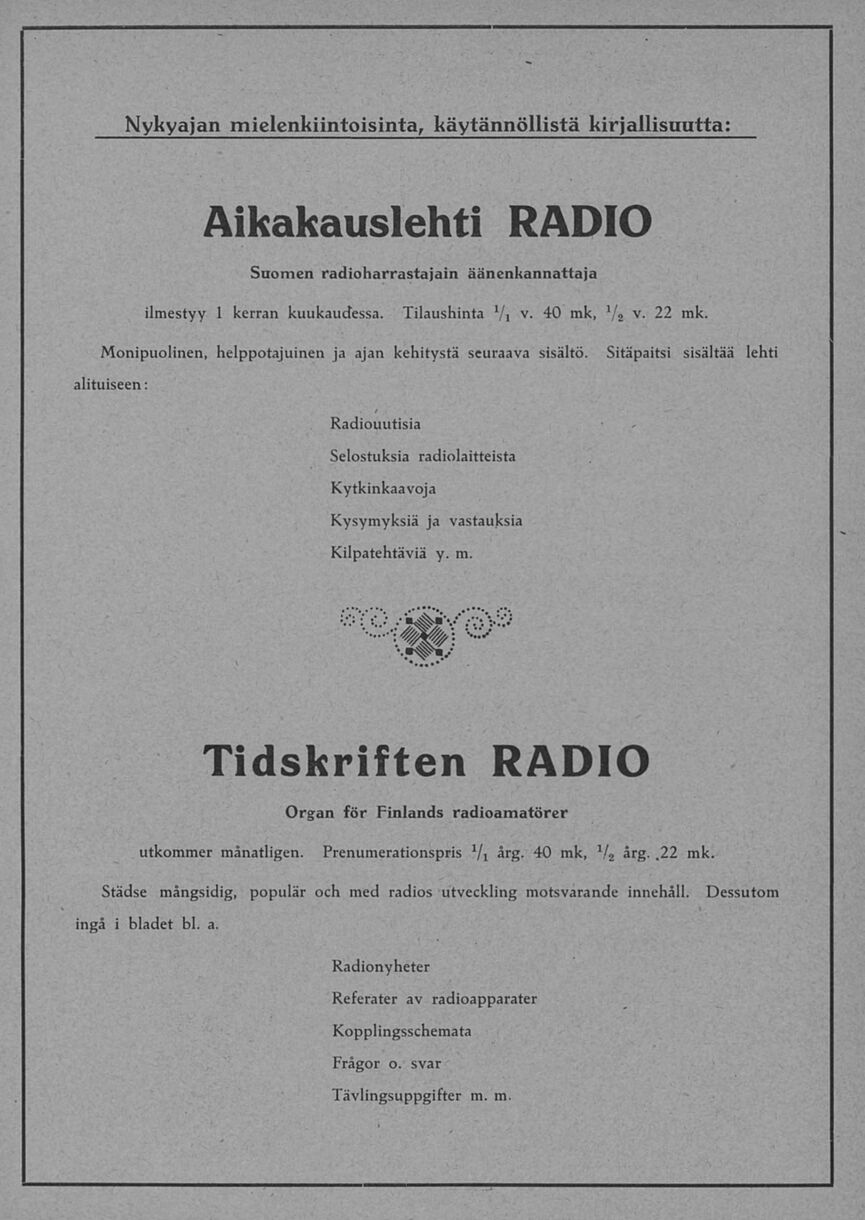 Nykyajan mielenkiintoisinta, käytännöllistä kirjallisuutta:
Aikakauslehti RADIO
Suomen radioharrastajain äänenkannattaja
ilmestyy 1 kerran kuukaudessa. Tilaushinta 1/1 v. 40 mk, 1/2 v. 22 mk.
Monipuolinen, helppotajuinen ja ajan kehitystä seuraava sisältö. Sitäpaitsi sisältää lehti
alituiseen:
Radiouutisia
Selostuksia radiolaitteista
Kytkinkaavoja
Kysymyksiä ja vastauksia
Kilpatehtäviä y. m.
Tidskriften RADIO
Organ för Finlands radioamatörer
utkommer månatligen. Prenumerationspris 1/1 årg. 40 mk, 1/2 årg. 22 mk.
Städse mångsidig, populär och med radios utveckling motsvarande innehåll. Dessutom
ingå i bladet bl. a.
Radionyheter
Referater av radioapparater
Kopplingsschemata
Frågor o. svar
Tävlingsuppgifter m. m.